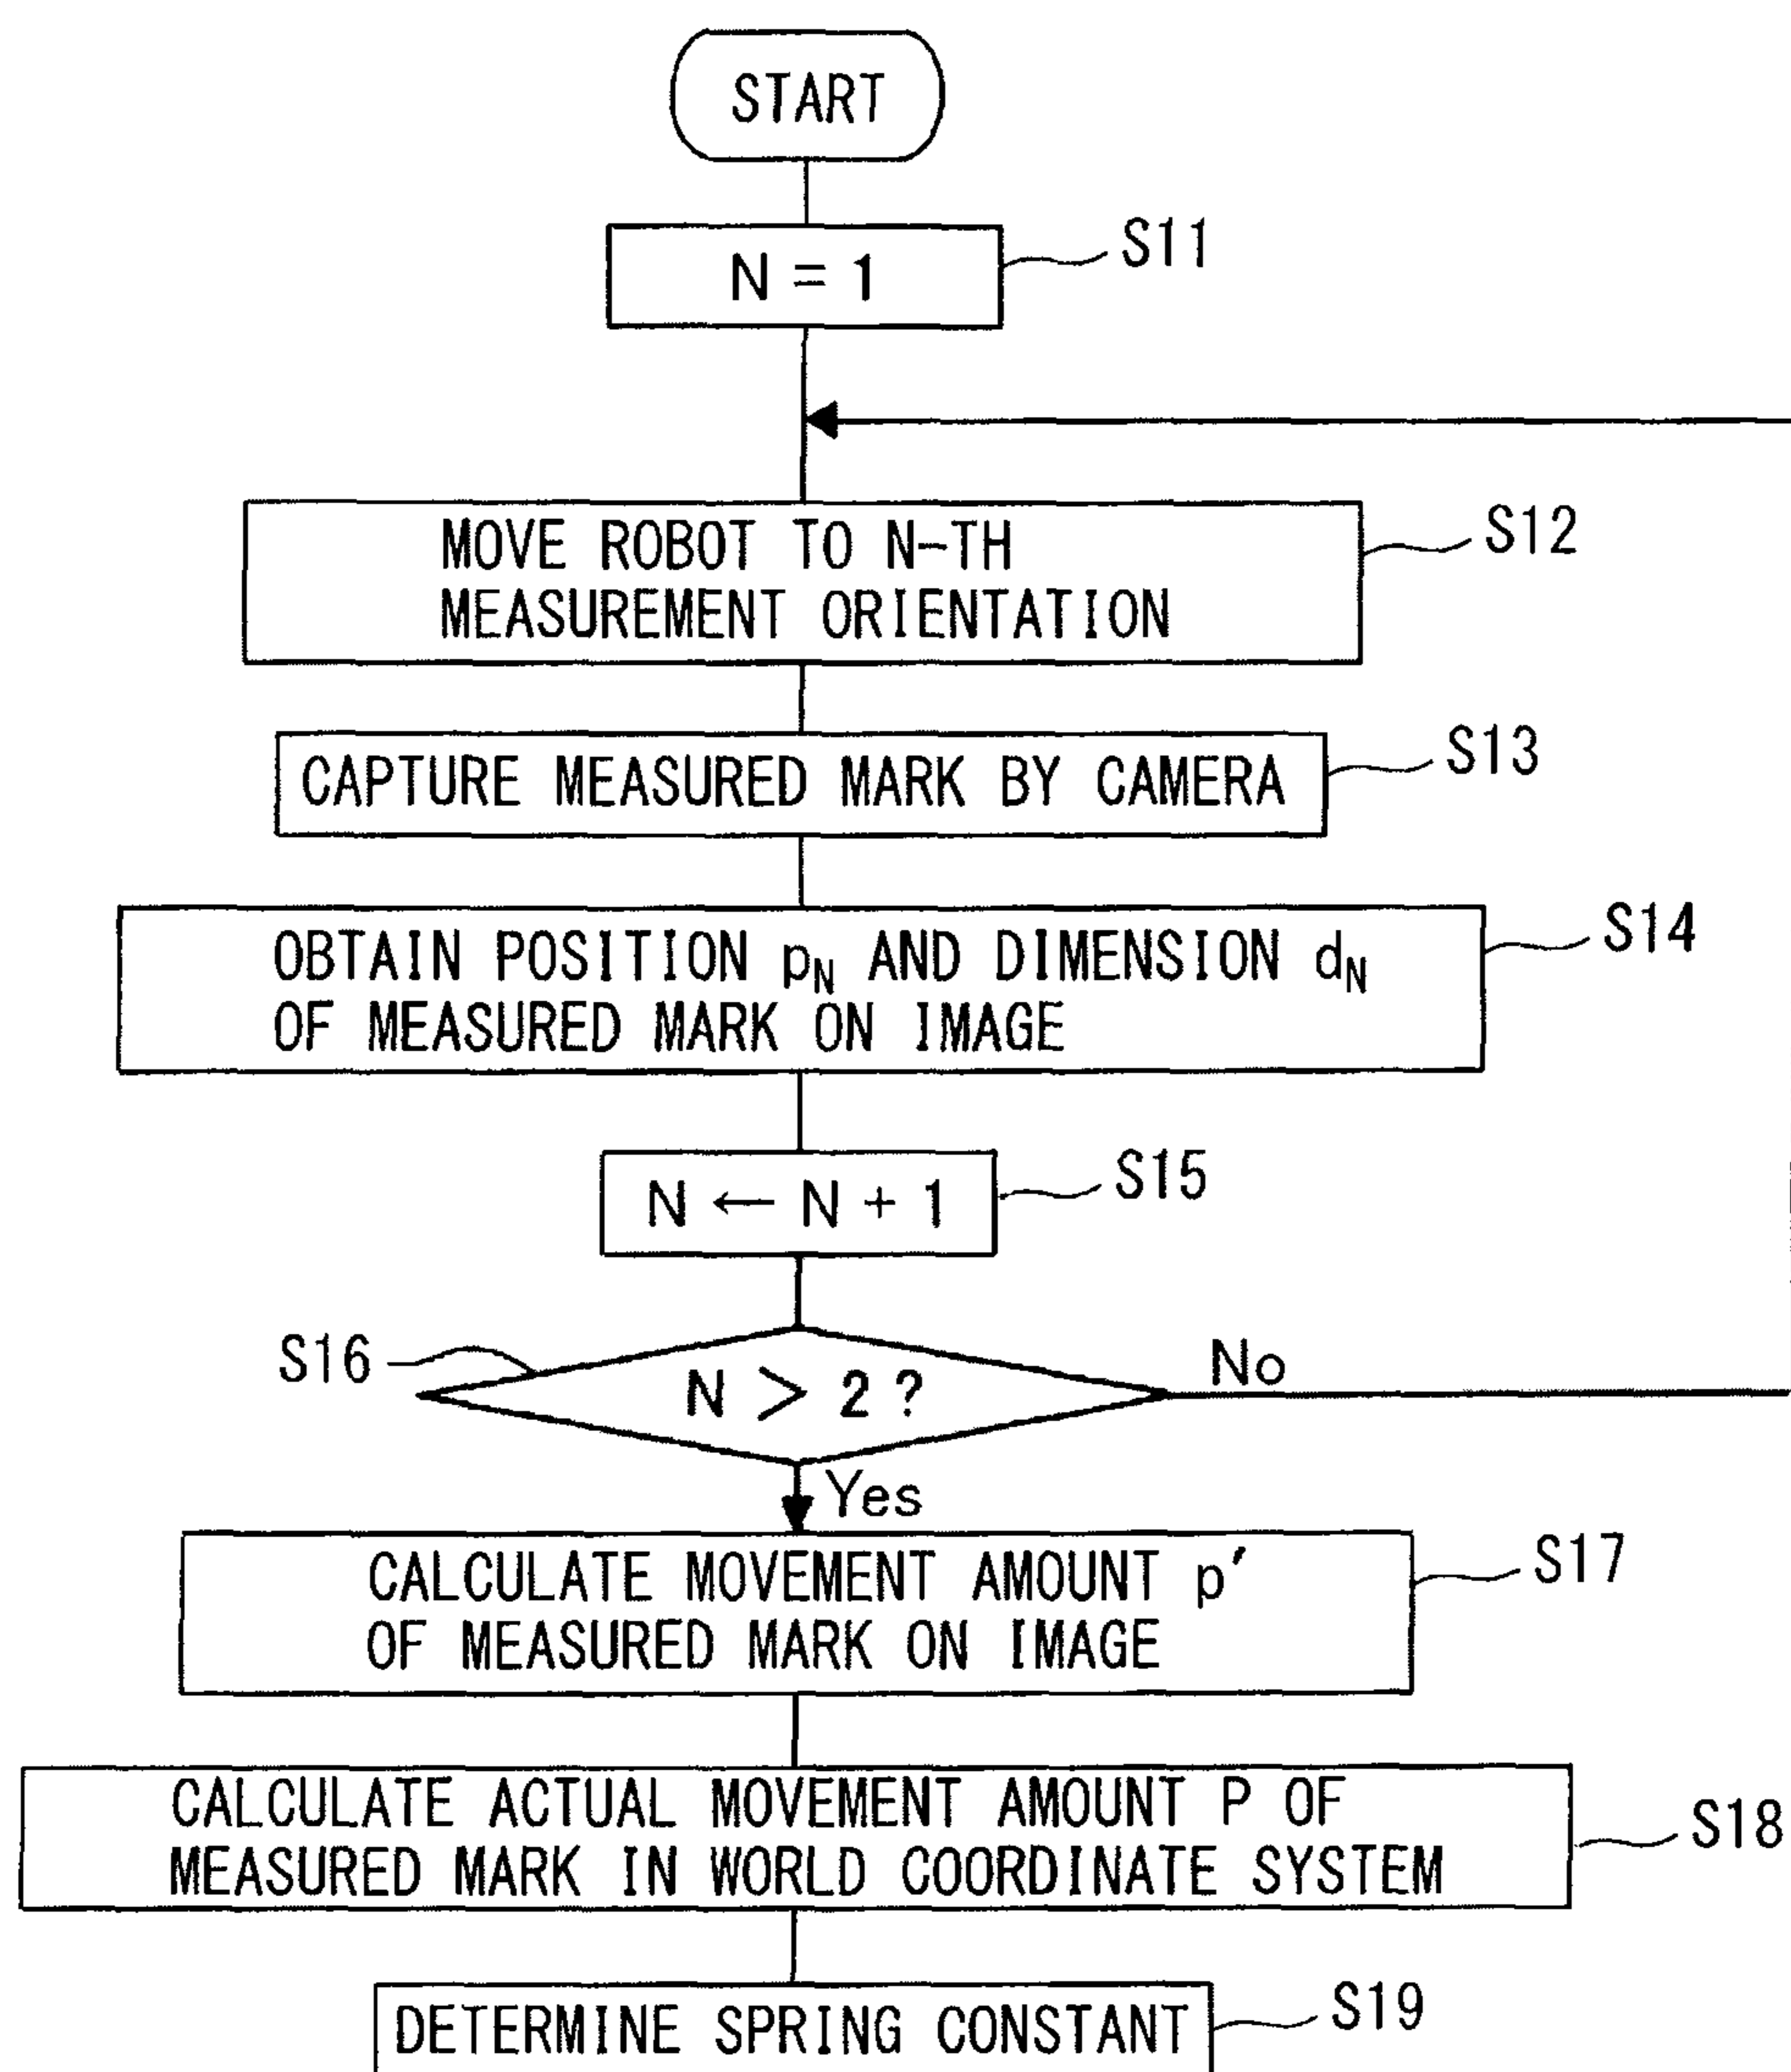 START
N = 1
S11
MOVE ROBOT TO N-TH
MEASUREMENT ORIENTATION
S12
CAPTURE MEASURED MARK BY CAMERA
S13
OBTAIN POSITION pN AND DIMENSION dN
OF MEASURED MARK ON IMAGE
S14
N ← N + 1
S15
S16
N > 2 ?
No
Yes
CALCULATE MOVEMENT AMOUNT p′
OF MEASURED MARK ON IMAGE
S17
CALCULATE ACTUAL MOVEMENT AMOUNT P OF
MEASURED MARK IN WORLD COORDINATE SYSTEM
S18
DETERMINE SPRING CONSTANT
S19